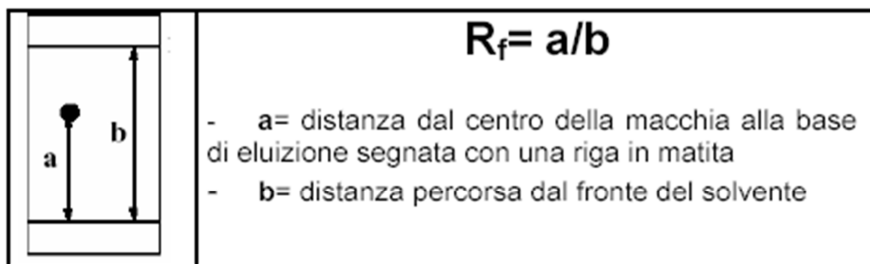 Rf= a/b
a
b
- a= distanza dal centro della macchia alla base
di eluizione segnata con una riga in matita
- b= distanza percorsa dal fronte del solvente